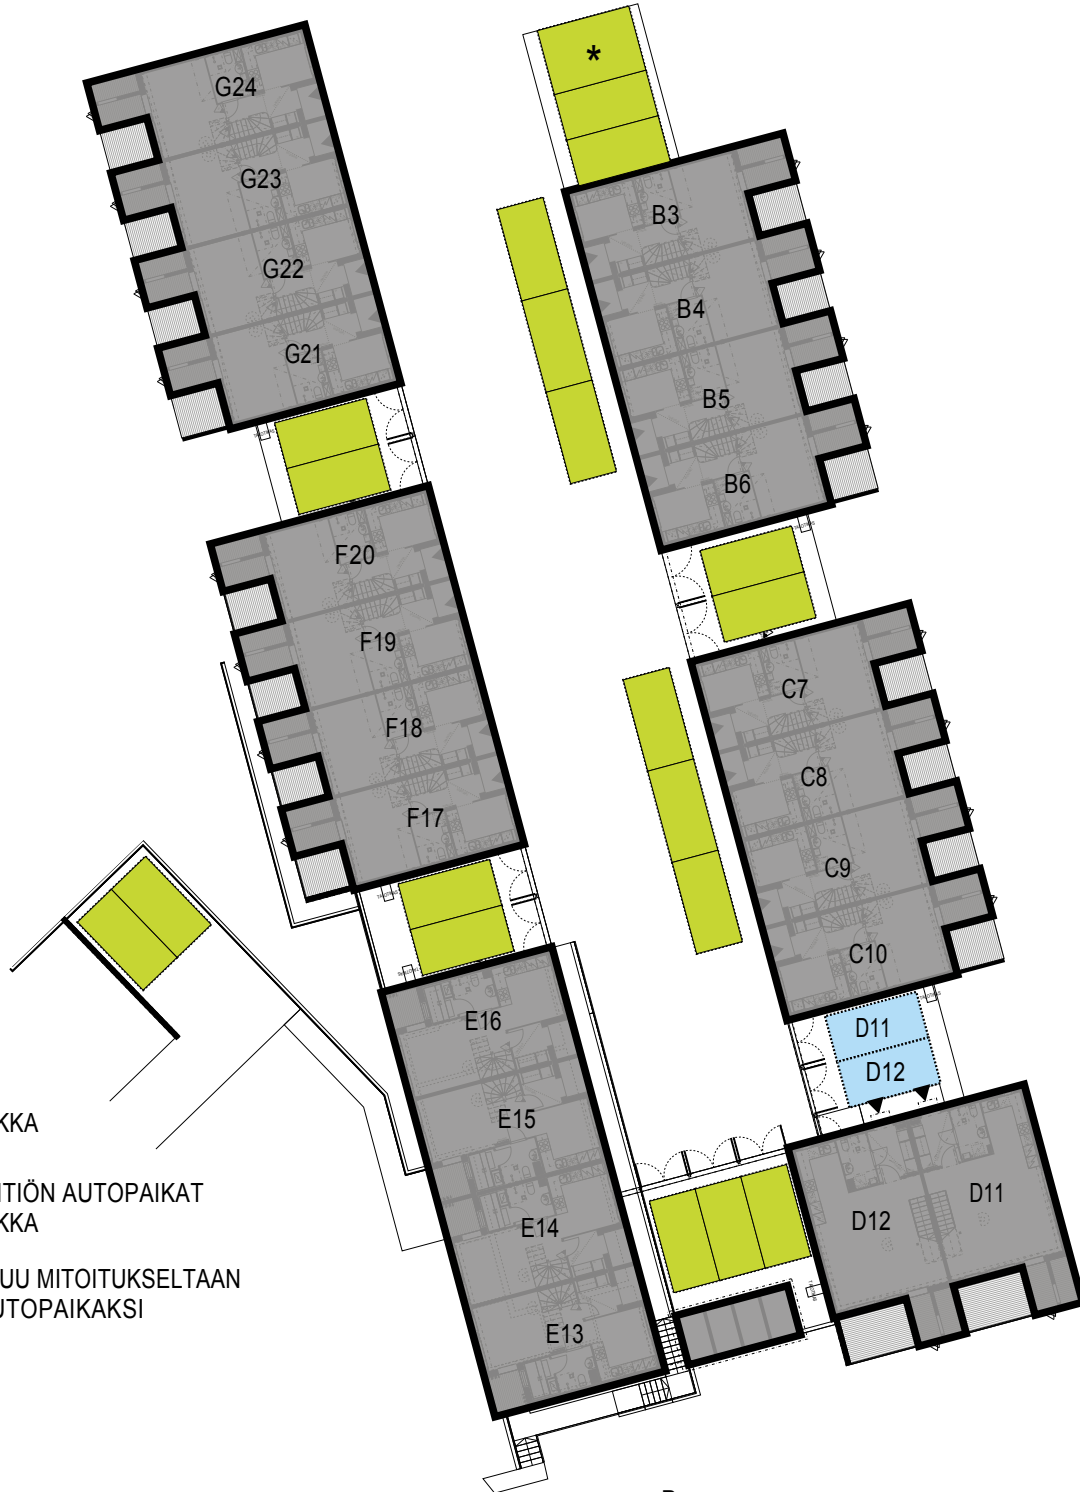 *
G24
G23
G22
G21
B3
B4
B5
B6
F20
F19
F18
F17
C7
C8
C9
C10
D11
D12
E16
E15
E14
E13
D12
D11
KKA
TIÖN AUTOPAIKAT
KKA
UU MITOITUKSELTAAN
UTOPAIKAKSI